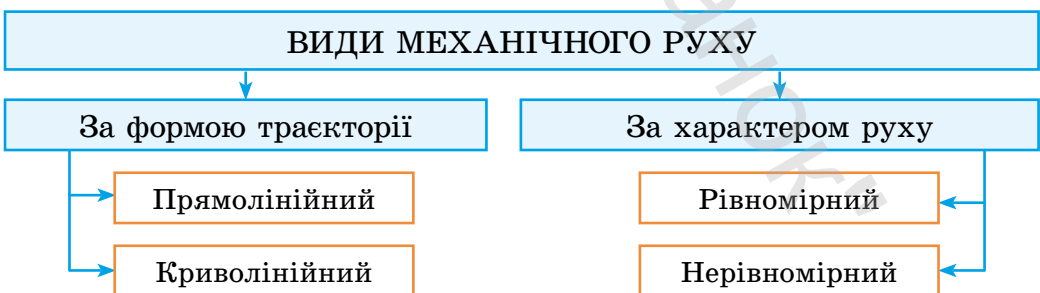 ВИДИ МЕХАНІЧНОГО РУХУ
За формою траєкторії
За характером руху
Прямолінійний
Рівномірний
Криволінійний
Нерівномірний